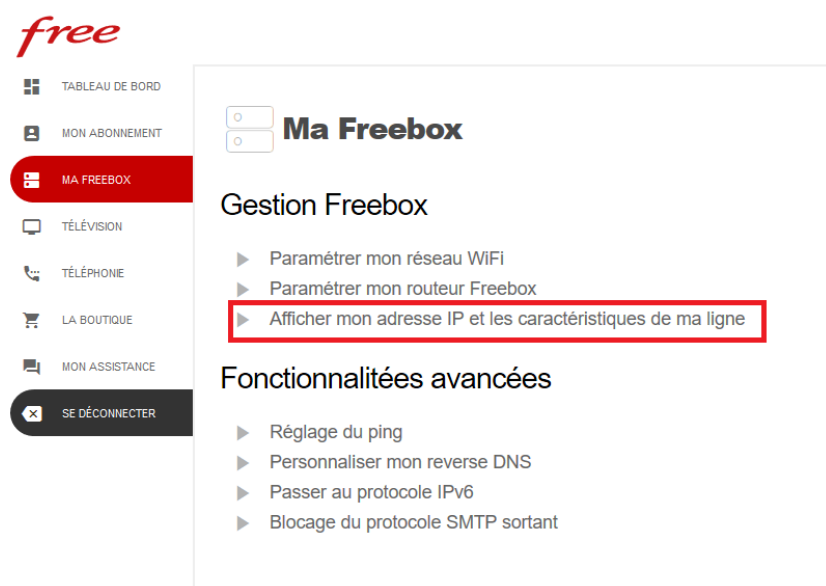 free
TABLEAU DE BORD
MON ABONNEMENT
MA FREEBOX
TÉLÉVISION
TÉLÉPHONIE
LA BOUTIQUE
MON ASSISTANCE
SE DÉCONNECTER
Ma Freebox
Gestion Freebox
Paramétrer mon réseau WiFi
Paramétrer mon routeur Freebox
Afficher mon adresse IP et les caractéristiques de ma ligne
Fonctionnalitées avancées
Réglage du ping
Personnaliser mon reverse DNS
Passer au protocole IPv6
Blocage du protocole SMTP sortant